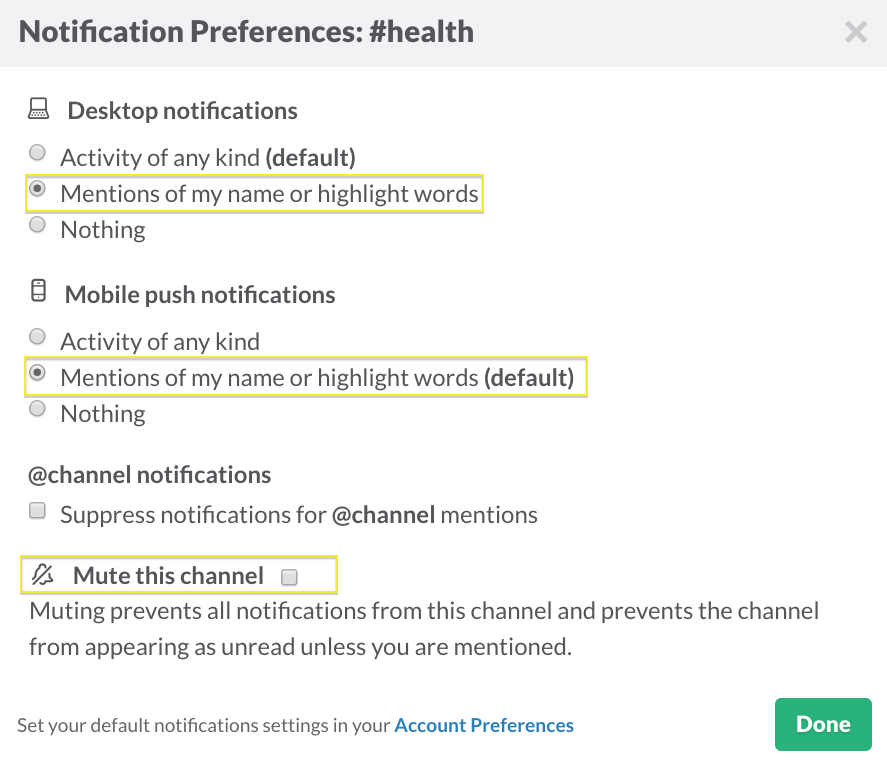 Notification Preferences: #health
Desktop notifications
Activity of any kind (default)
Mentions of my name or highlight words
Nothing
Mobile push notifications
Activity of any kind
Mentions of my name or highlight words (default)
Nothing
@channel notifications
Suppress notifications for @channel mentions
Mute this channel
Muting prevents all notifications from this channel and prevents the channel
from appearing as unread unless you are mentioned.
Set your default notifications settings in your Account Preferences
Done